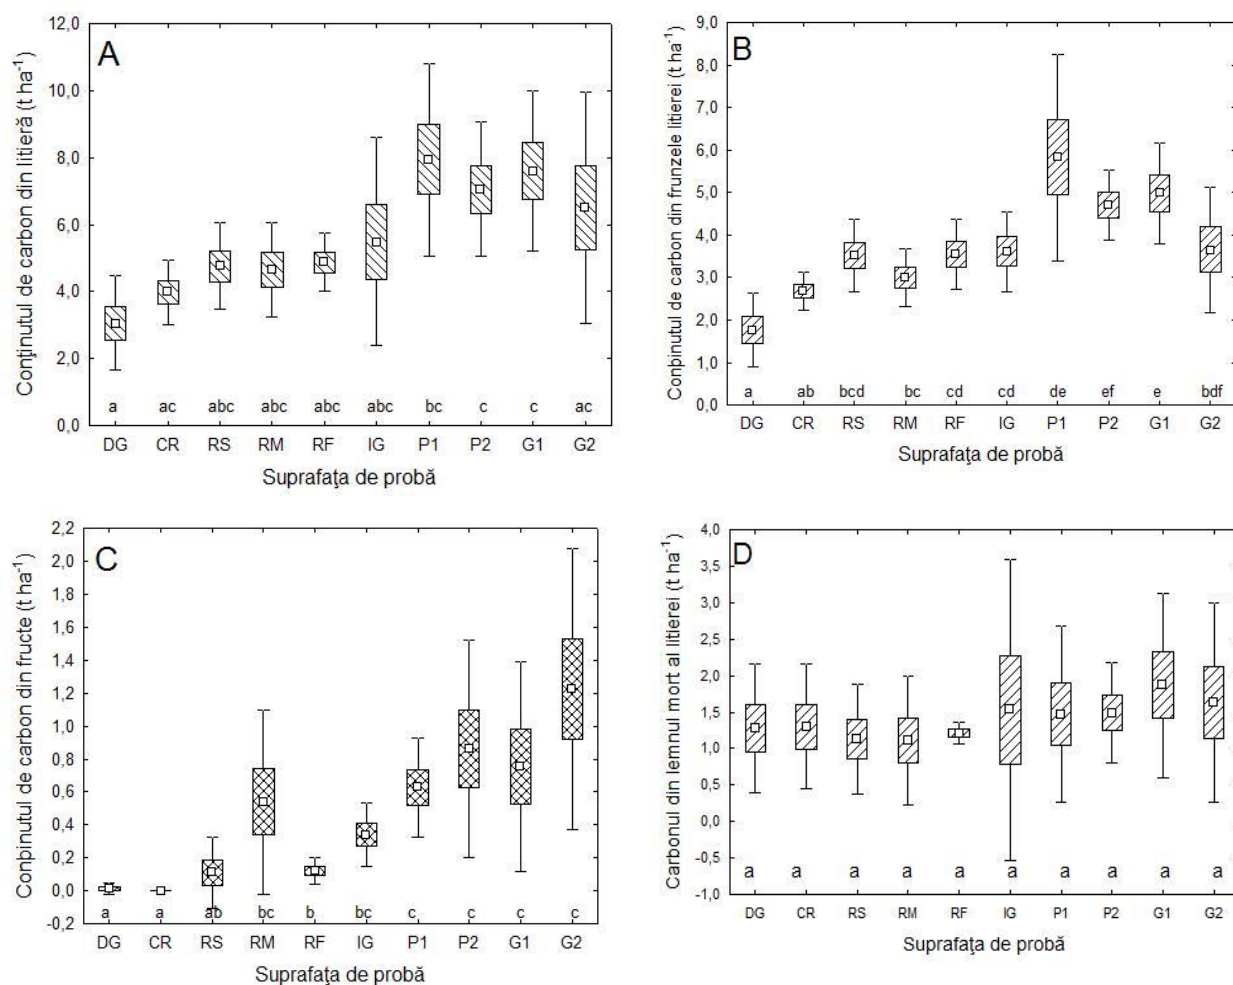 A
Conţinutul de carbon din litieră (t ha⁻¹)
12,0
10,0
8,0
6,0
4,0
2,0
0,0
a ac abc abc abc abc bc c c ac
DG CR RS RM RF IG P1 P2 G1 G2
Suprafaţa de probă
B
Conþinutul de carbon din frunzele litierei (t ha⁻¹)
9,0
8,0
7,0
6,0
5,0
4,0
3,0
2,0
1,0
0,0
a ab bcd bc cd cd de ef e bdf
DG CR RS RM RF IG P1 P2 G1 G2
Suprafaţa de probă
C
Conþinutul de carbon din fructe (t ha⁻¹)
2,2
2,0
1,8
1,6
1,4
1,2
1,0
0,8
0,6
0,4
0,2
0,0
-0,2
a a ab bc b bc c c c c
DG CR RS RM RF IG P1 P2 G1 G2
Suprafaţa de probă
D
Carbonul din lemnul mort al litierei (t ha⁻¹)
4,0
3,5
3,0
2,5
2,0
1,5
1,0
0,5
0,0
-0,5
-1,0
a a a a a a a a a a
DG CR RS RM RF IG P1 P2 G1 G2
Suprafaţa de probă